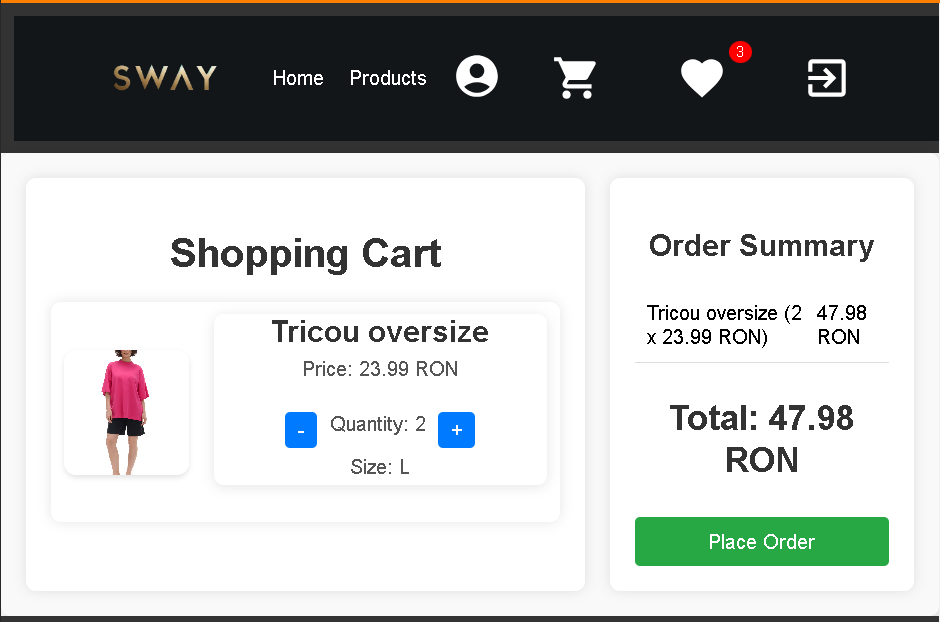 SWAY Home Products 3
Shopping Cart
Tricou oversize
Price: 23.99 RON
- Quantity: 2 +
Size: L
Order Summary
Tricou oversize (2 47.98
x 23.99 RON) RON
Total: 47.98
RON
Place Order